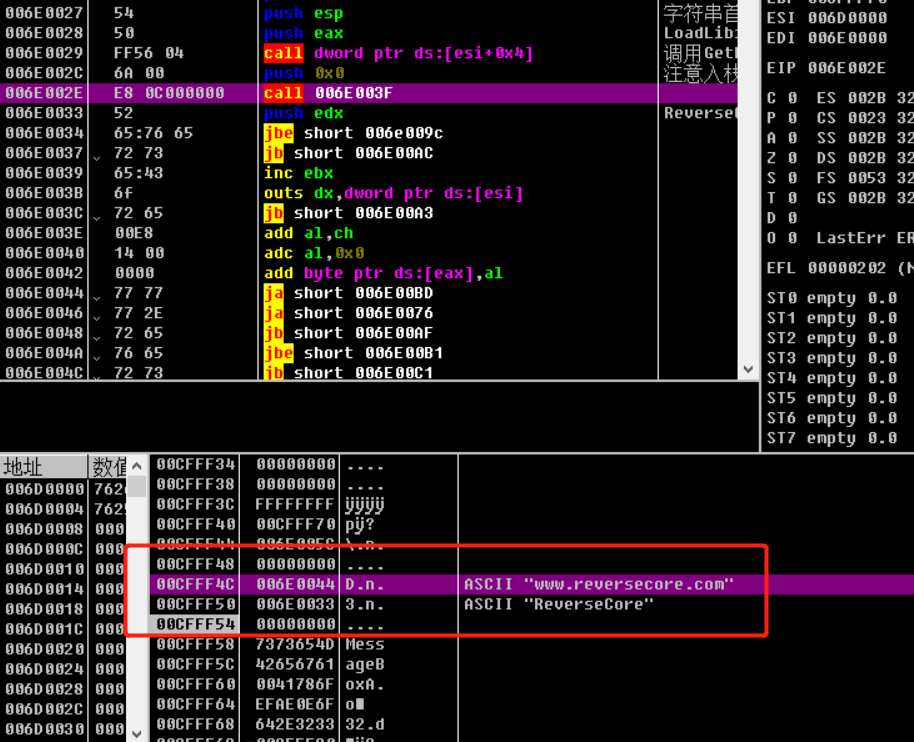 006E0027 54 push esp 字符串首
006E0028 50 push eax LoadLib
006E0029 FF56 04 call dword ptr ds:[esi+0x4] 调用Get
006E002C 6A 00 push 0x0 注意入栈
006E002E E8 0C000000 call 006E003F
006E0033 52 push edx Reverse
006E0034 65:76 65 jbe short 006e009c
006E0037 72 73 jb short 006E00AC
006E0039 65:43 inc ebx
006E003B 6f outs dx,dword ptr ds:[esi]
006E003C 72 65 jb short 006E00A3
006E003E 00E8 add al,ch
006E0040 14 00 adc al,0x0
006E0042 0000 add byte ptr ds:[eax],al
006E0044 77 77 ja short 006E00BD
006E0046 77 2E ja short 006E0076
006E0048 72 65 jb short 006E00AF
006E004A 76 65 jbe short 006E00B1
006E004C 72 73 jb short 006E00C1
ESI 006D0000
EDI 006E0000
EIP 006E002E
C 0 ES 002B 32
P 0 CS 0023 32
A 0 SS 002B 32
Z 0 DS 002B 32
S 0 FS 0053 32
T 0 GS 002B 32
D 0
O 0 LastErr ER
EFL 00000202 (N
ST0 empty 0.0
ST1 empty 0.0
ST2 empty 0.0
ST3 empty 0.0
ST4 empty 0.0
ST5 empty 0.0
ST6 empty 0.0
ST7 empty 0.0
地址 数值
006D0000 762
006D0004 762
006D0008 000
006D000C 000
006D0010 000
006D0014 000
006D0018 000
006D001C 000
006D0020 000
006D0024 000
006D0028 000
006D002C 000
006D0030 000
00CFFF34 00000000 ....
00CFFF38 00000000 ....
00CFFF3C FFFFFFFF ÿÿÿÿ
00CFFF40 00CFFF70 pÿ?
00CFFF48 00000000 ....
00CFFF4C 006E0044 D.n. ASCII "www.reversecore.com"
00CFFF50 006E0033 3.n. ASCII "ReverseCore"
00CFFF54 00000000 ....
00CFFF58 7373654D Mess
00CFFF5C 42656761 ageB
00CFFF60 0041786F oxA.
00CFFF64 EFAE0E6F o
00CFFF68 642E3233 32.d